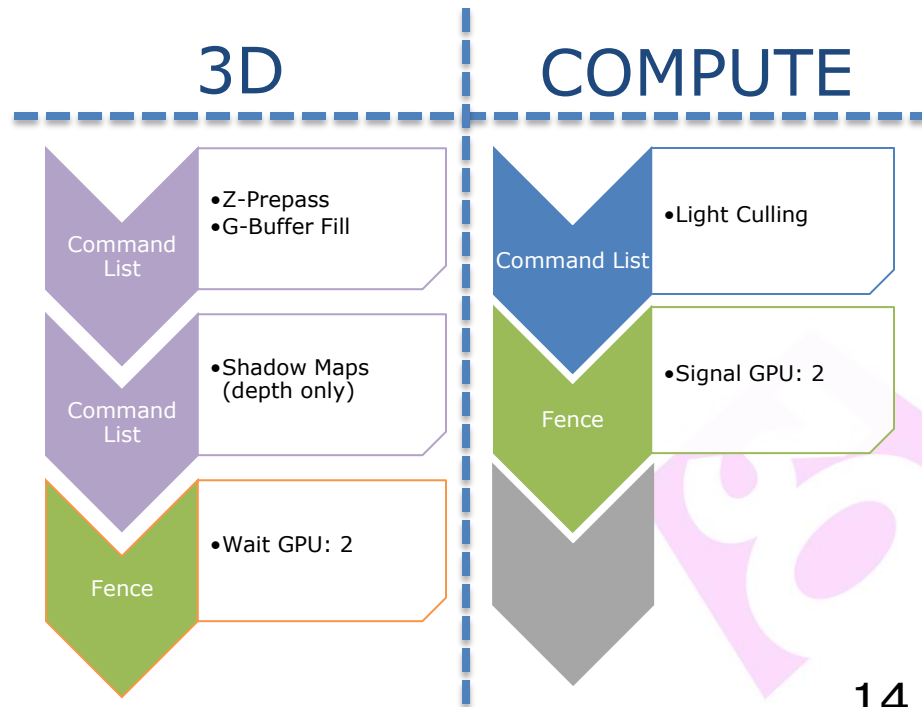 3D
COMPUTE
Command
List
•Z-Prepass
•G-Buffer Fill
Command
List
•Shadow Maps
(depth only)
Fence
•Wait GPU: 2
Command List
•Light Culling
Fence
•Signal GPU: 2
14